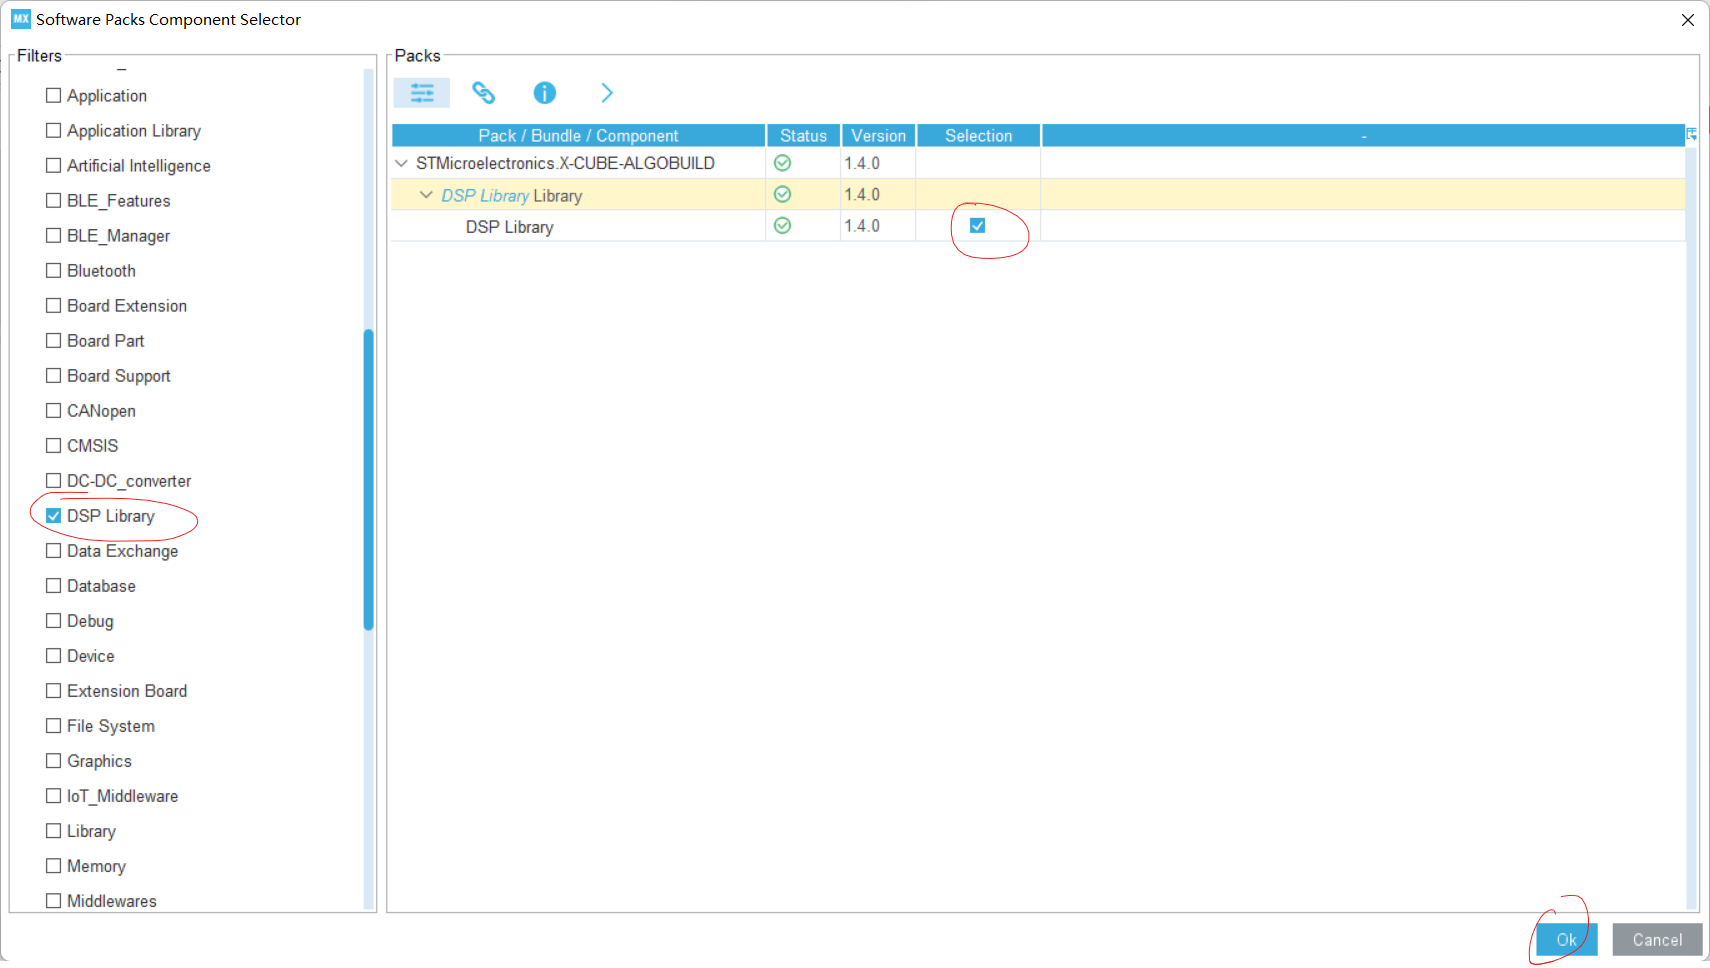 MX Software Packs Component Selector
Filters
Application
Application Library
Artificial Intelligence
BLE_Features
BLE_Manager
Bluetooth
Board Extension
Board Part
Board Support
CANopen
CMSIS
DC-DC_converter
DSP Library
Data Exchange
Database
Debug
Device
Extension Board
File System
Graphics
IoT_Middleware
Library
Memory
Middlewares
Packs
Pack / Bundle / Component Status Version Selection -
STMicroelectronics.X-CUBE-ALGOBUILD 1.4.0
DSP Library Library 1.4.0
DSP Library 1.4.0
Ok Cancel